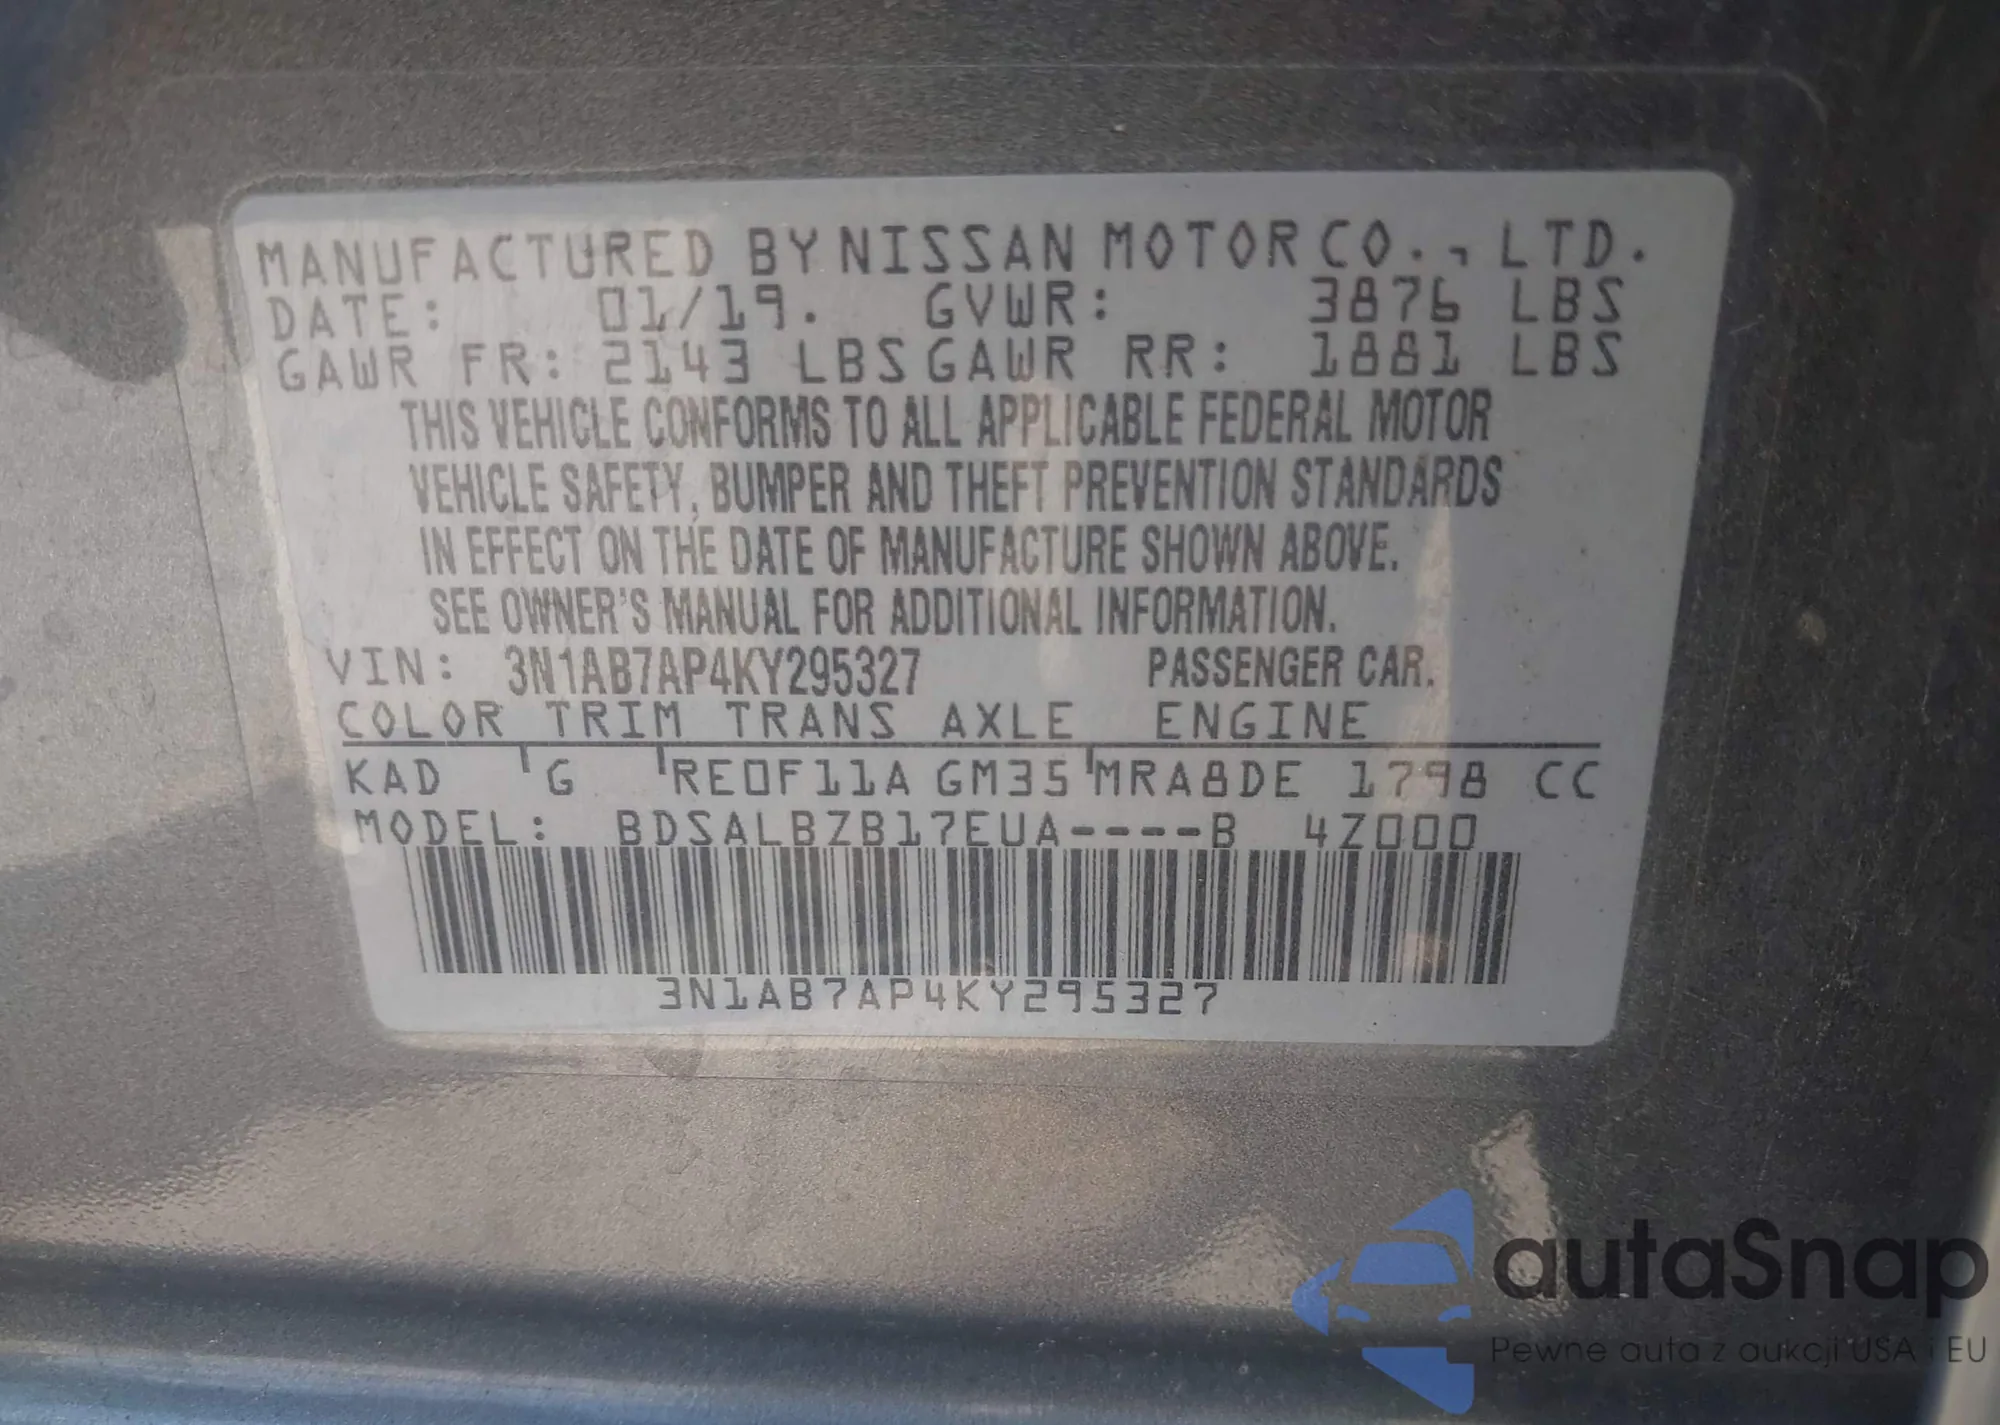 MANUFACTURED BY NISSAN MOTOR CO., LTD.
DATE: 01/19. GVWR: 3876 LBS
GAWR FR: 2143 LBS GAWR RR: 1881 LBS
THIS VEHICLE CONFORMS TO ALL APPLICABLE FEDERAL MOTOR
VEHICLE SAFETY, BUMPER AND THEFT PREVENTION STANDARDS
IN EFFECT ON THE DATE OF MANUFACTURE SHOWN ABOVE.
SEE OWNER'S MANUAL FOR ADDITIONAL INFORMATION.
VIN: 3N1AB7AP4KY295327 PASSENGER CAR.
COLOR TRIM TRANS AXLE ENGINE
KAD G RE0F11A GM35 MRA8DE 1798 CC
MODEL: BDSALBZB17EUA----B 4Z000
3N1AB7AP4KY295327
autaSnap
Pewne auta z aukcji USA i EU